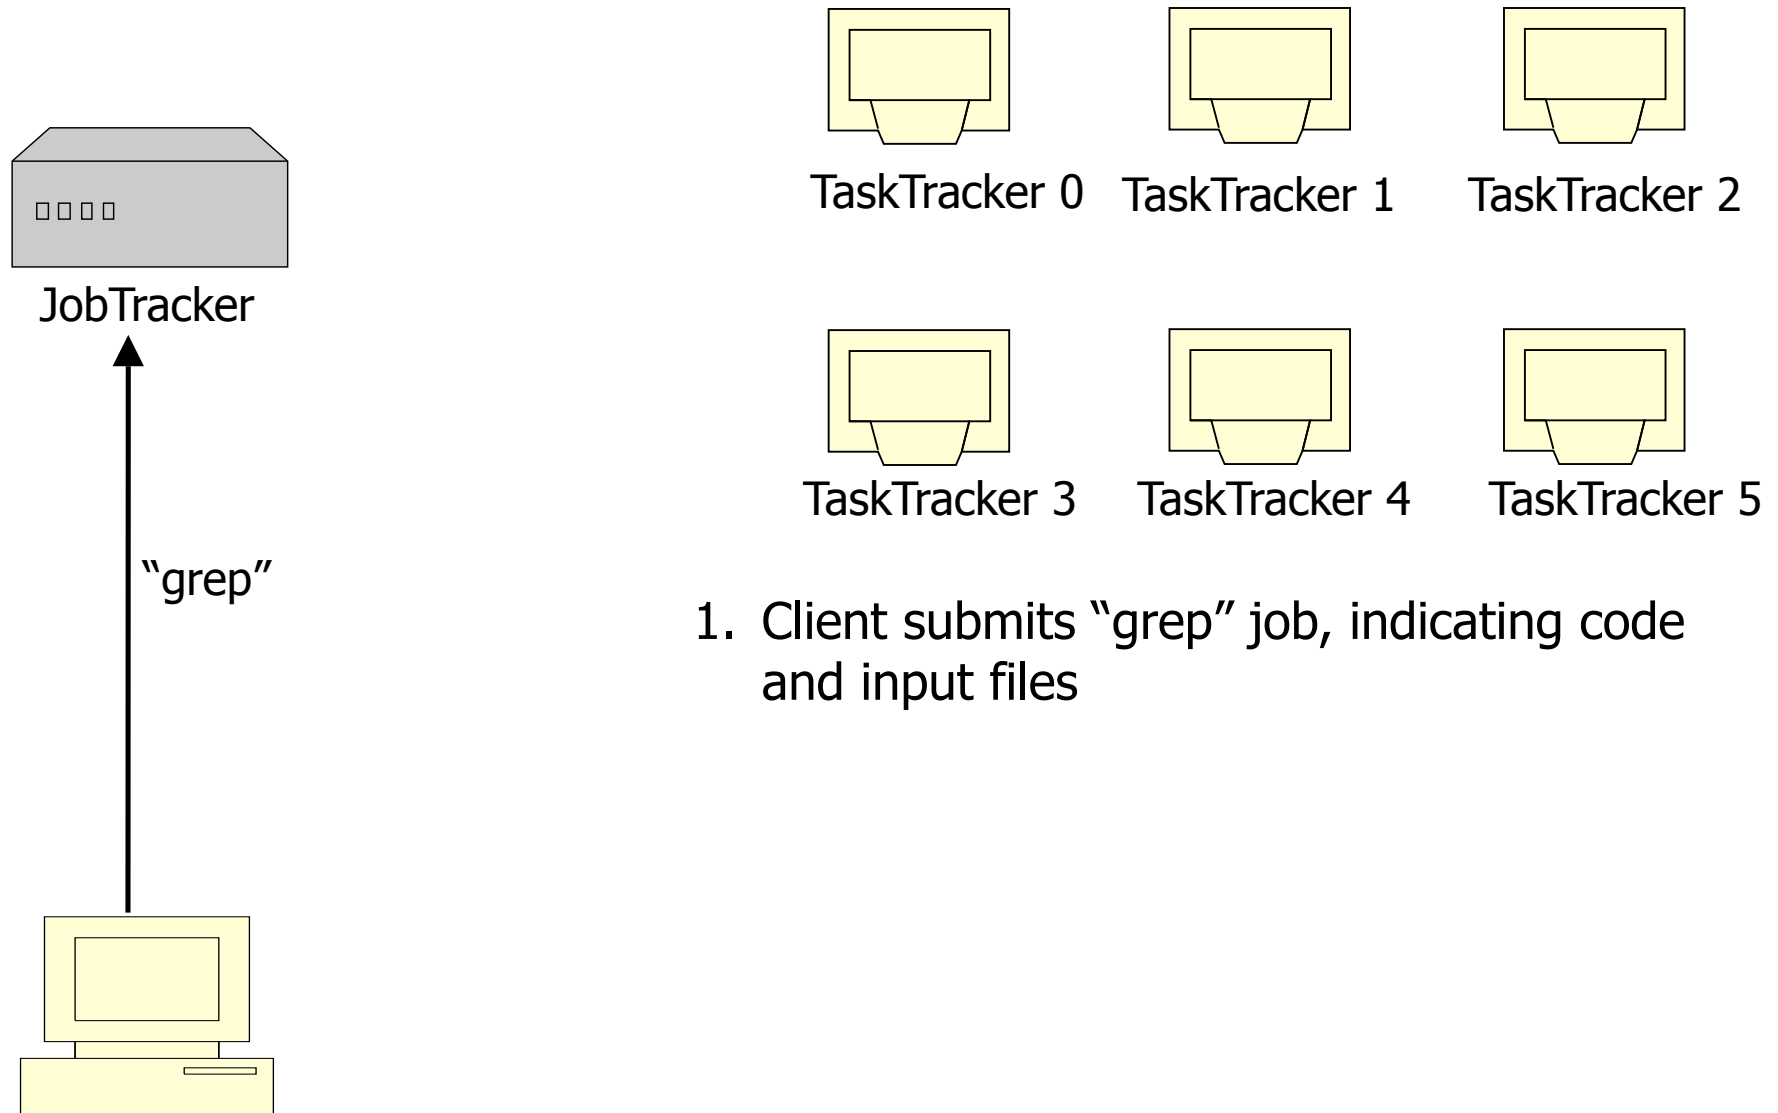 TaskTracker 0
TaskTracker 1
TaskTracker 2
JobTracker
TaskTracker 3
TaskTracker 4
TaskTracker 5
“grep”
1. Client submits “grep” job, indicating code
and input files